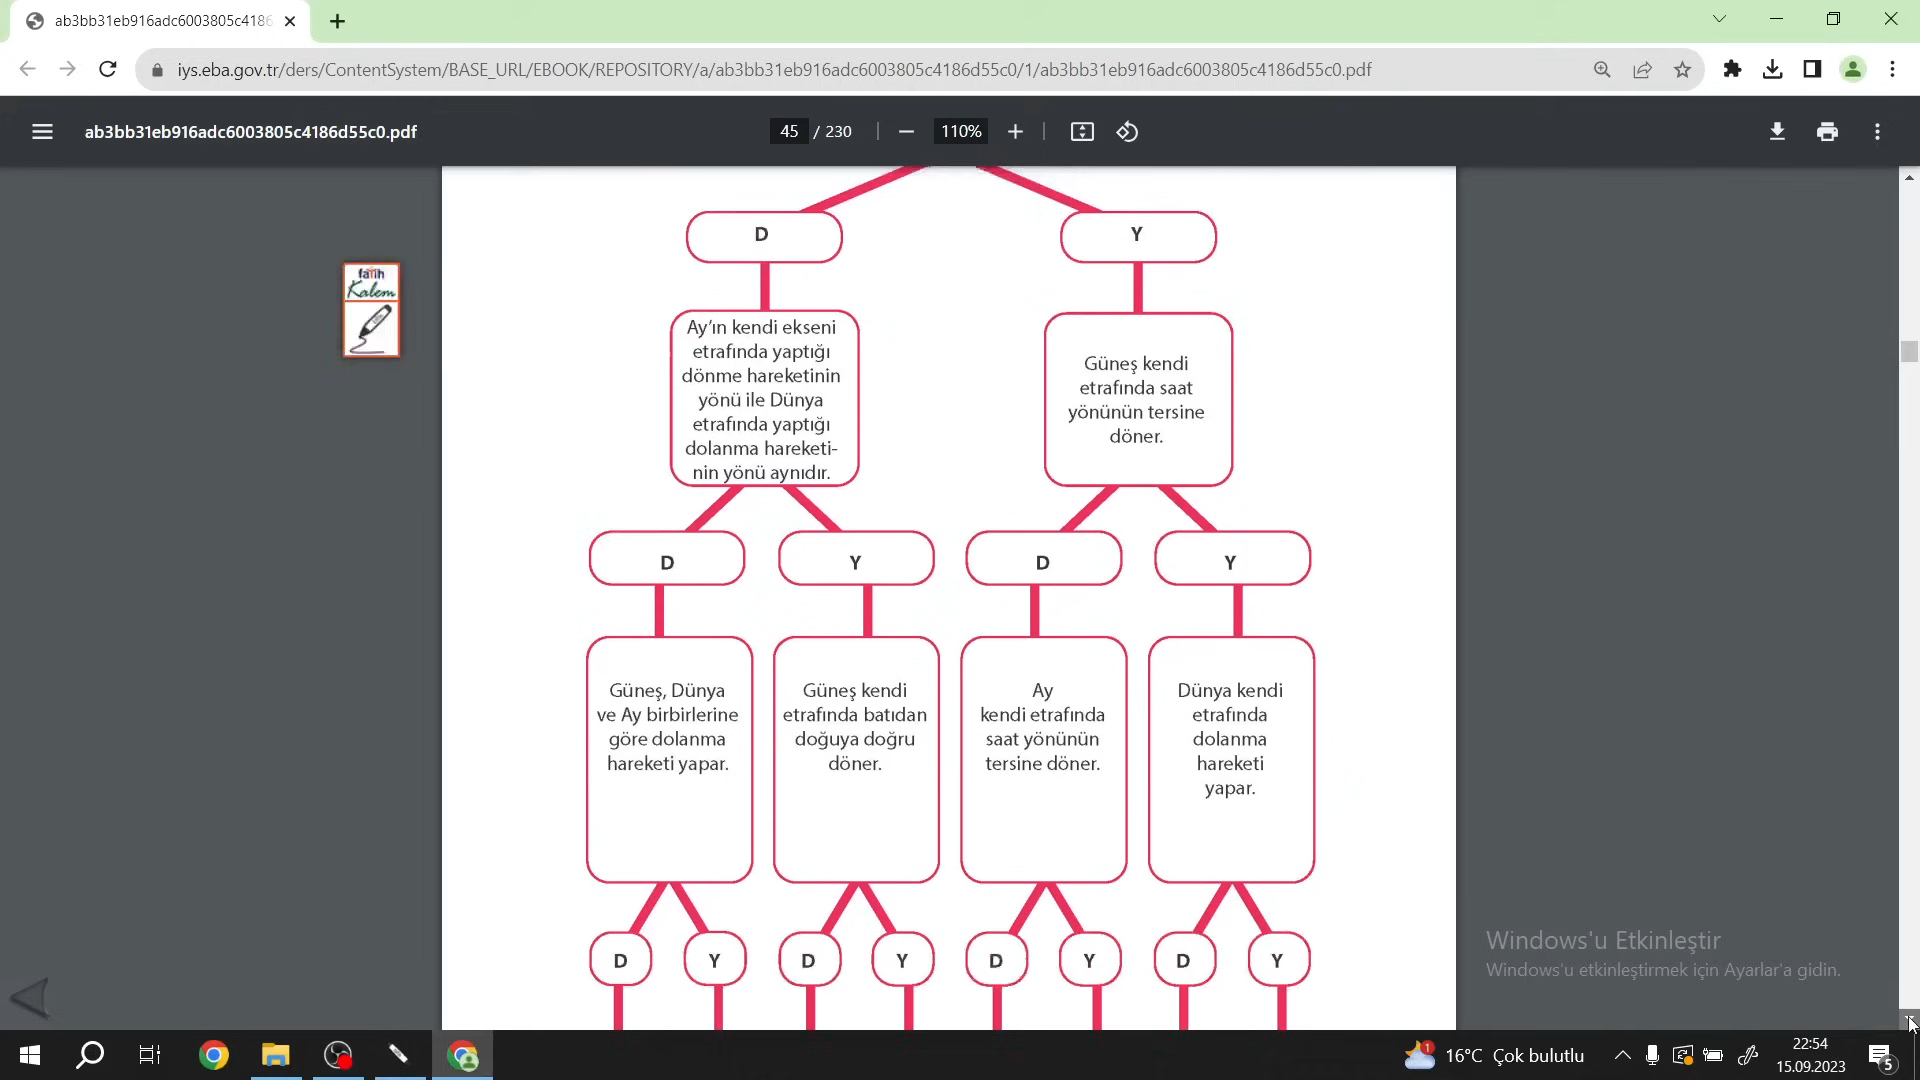 ab3bb31eb916adc6003805c4186
iys.eba.gov.tr/ders/ContentSystem/BASE_URL/EBOOK/REPOSITORY/a/ab3bb31eb916adc6003805c4186d55c0/1/ab3bb31eb916adc6003805c4186d55c0.pdf
ab3bb31eb916adc6003805c4186d55c0.pdf
45 / 230
110%
D
Y
fatih
Kalem
Ay'ın kendi ekseni
etrafında yaptığı
dönme hareketinin
yönü ile Dünya
etrafında yaptığı
dolanma hareketi-
nin yönü aynıdır.
Güneş kendi
etrafında saat
yönünün tersine
döner.
D
Y
D
Y
Güneş, Dünya
ve Ay birbirlerine
göre dolanma
hareketi yapar.
Güneş kendi
etrafında batıdan
doğuya doğru
döner.
Ay
kendi etrafında
saat yönünün
tersine döner.
Dünya kendi
etrafında
dolanma
hareketi
yapar.
D
Y
D
Y
D
Y
D
Y
Windows'u Etkinleştir
Windows'u etkinleştirmek için Ayarlar'a gidin.
1
16°C Çok bulutlu
22:54
15.09.2023
5